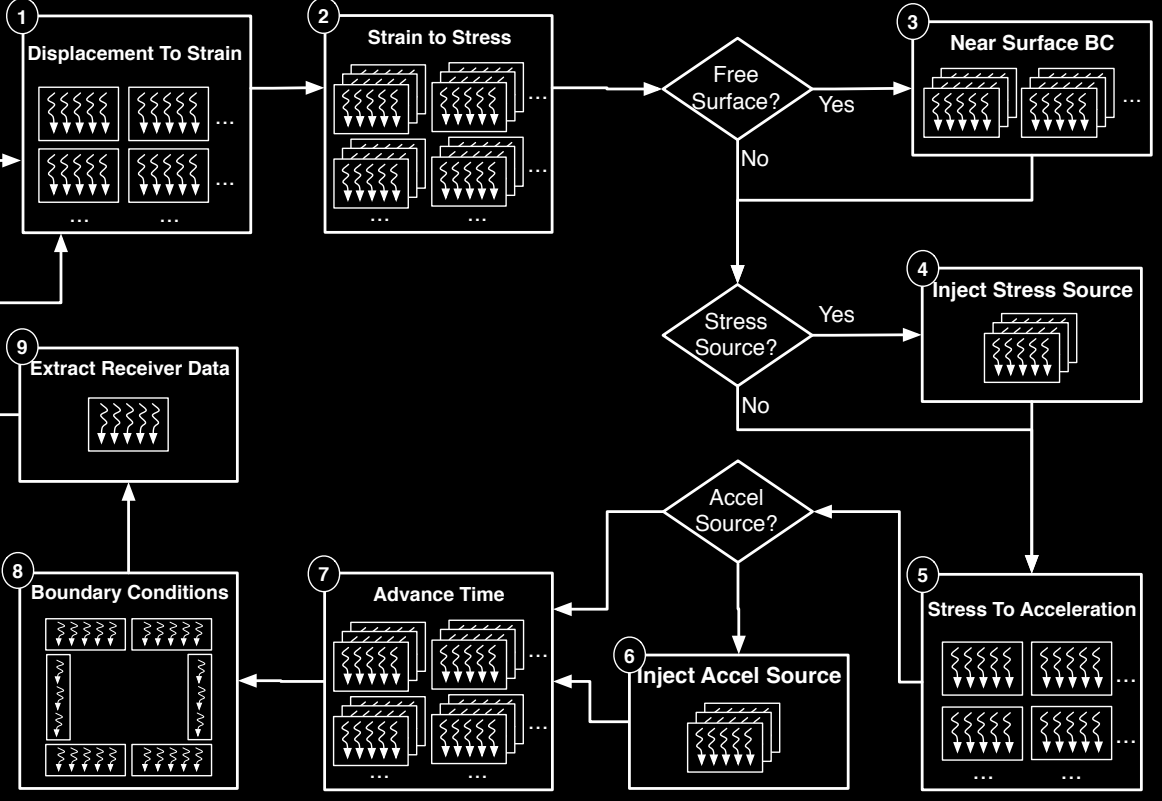 1
Displacement To Strain
...
...
... ...
2
Strain to Stress
...
...
... ...
Free
Surface?
Yes
No
3
Near Surface BC
...
Stress
Source?
Yes
No
4
Inject Stress Source
5
Stress To Acceleration
...
...
... ...
Accel
Source?
6
Inject Accel Source
7
Advance Time
...
...
... ...
8
Boundary Conditions
9
Extract Receiver Data